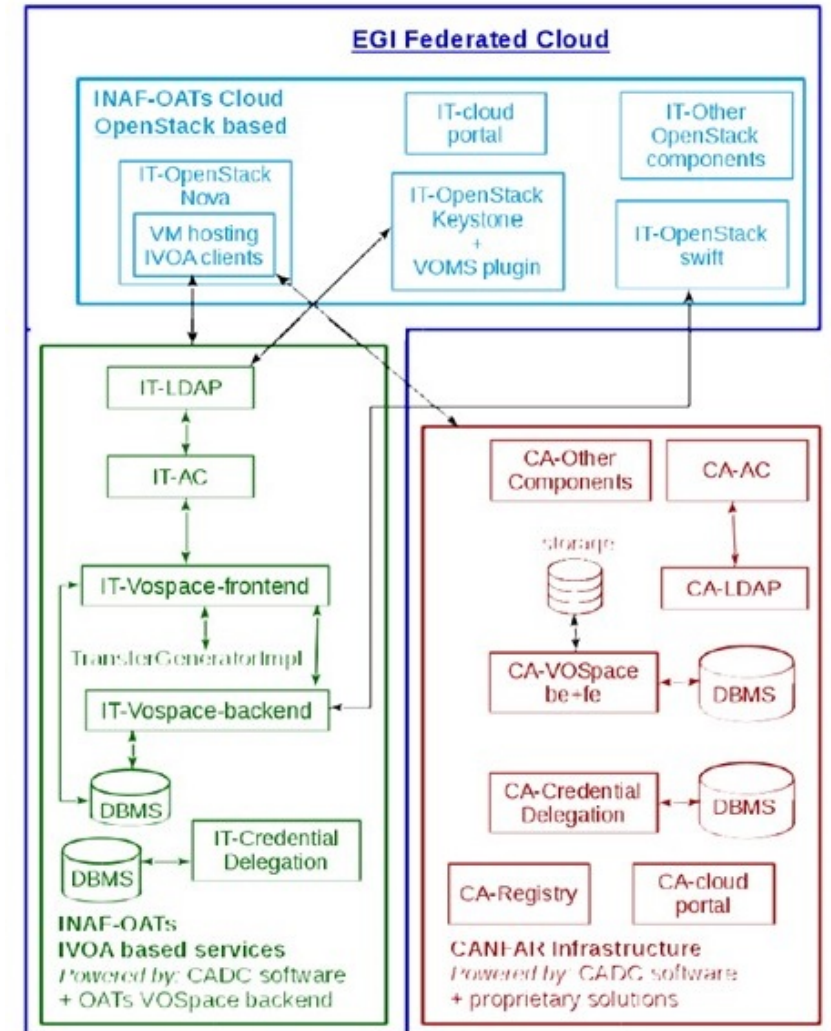 EGI Federated Cloud
INAF-OATs Cloud
OpenStack based
IT-cloud
portal
IT-Other
OpenStack
components
IT-OpenStack
Nova
VM hosting
IVOA clients
IT-OpenStack
Keystone
+
VOMS plugin
IT-OpenStack
swift
IT-LDAP
IT-AC
IT-Vospace-frontend
TransferGeneratorImpl
IT-Vospace-backend
DBMS
IT-Credential
Delegation
DBMS
INAF-OATs
IVOA based services
Powered by: CADC software
+ OATs VOSpace backend
CA-Other
Components
CA-AC
storage
CA-LDAP
CA-VOSpace
be+fe
DBMS
CA-Credential
Delegation
DBMS
CA-Registry
CA-cloud
portal
CANFAR Infrastructure
Powered by: CADC software
+ proprietary solutions